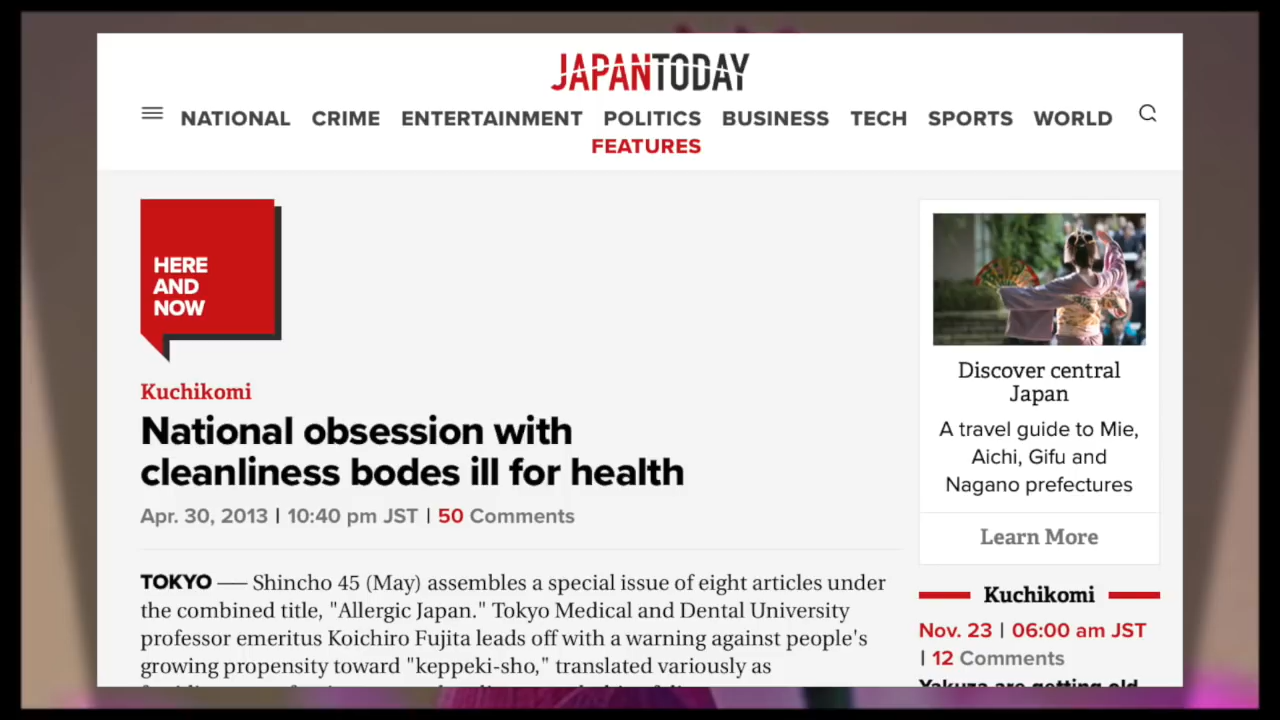 JAPANTODAY
NATIONAL CRIME ENTERTAINMENT POLITICS BUSINESS TECH SPORTS WORLD
FEATURES
HERE
AND
NOW
Kuchikomi
National obsession with
cleanliness bodes ill for health
Apr. 30, 2013 | 10:40 pm JST | 50 Comments
TOKYO — Shincho 45 (May) assembles a special issue of eight articles under
the combined title, "Allergic Japan." Tokyo Medical and Dental University
professor emeritus Koichiro Fujita leads off with a warning against people's
growing propensity toward "keppeki-sho," translated variously as
Discover central
Japan
A travel guide to Mie,
Aichi, Gifu and
Nagano prefectures
Learn More
Kuchikomi
Nov. 23 | 06:00 am JST
| 12 Comments
Yakuza are getting old